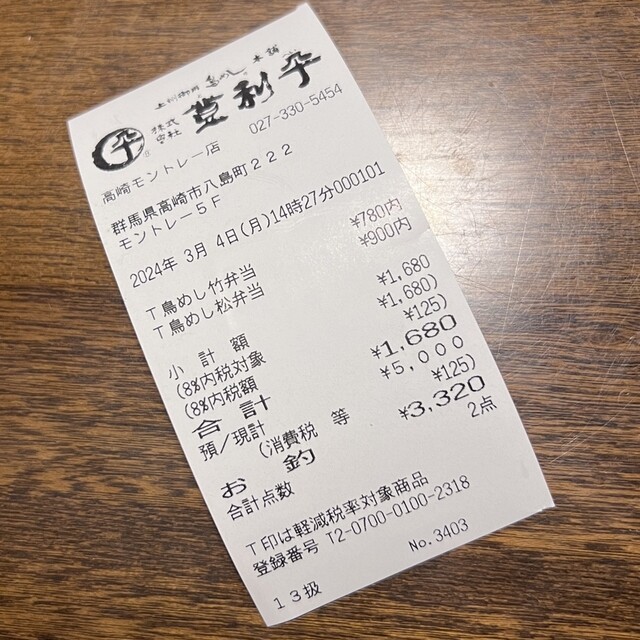 上州御用 鳥めし 本舗
株式会社 登利平
平
027-330-5454
高崎モントレー店
群馬県高崎市八島町222
モントレー5F
2024年 3月 4日(月)14時27分000101
T鳥めし竹弁当 ¥780内
T鳥めし松弁当 ¥900内
小計額 ¥1,680
(8%内税対象 ¥1,680)
(8%内税額 ¥125)
合計 ¥1,680
預/現計 ¥5,000
(消費税 等 ¥125)
お 釣 ¥3,320
合計点数 2点
T印は軽減税率対象商品
登録番号 T2-0700-0100-2318
No.3403
13扱